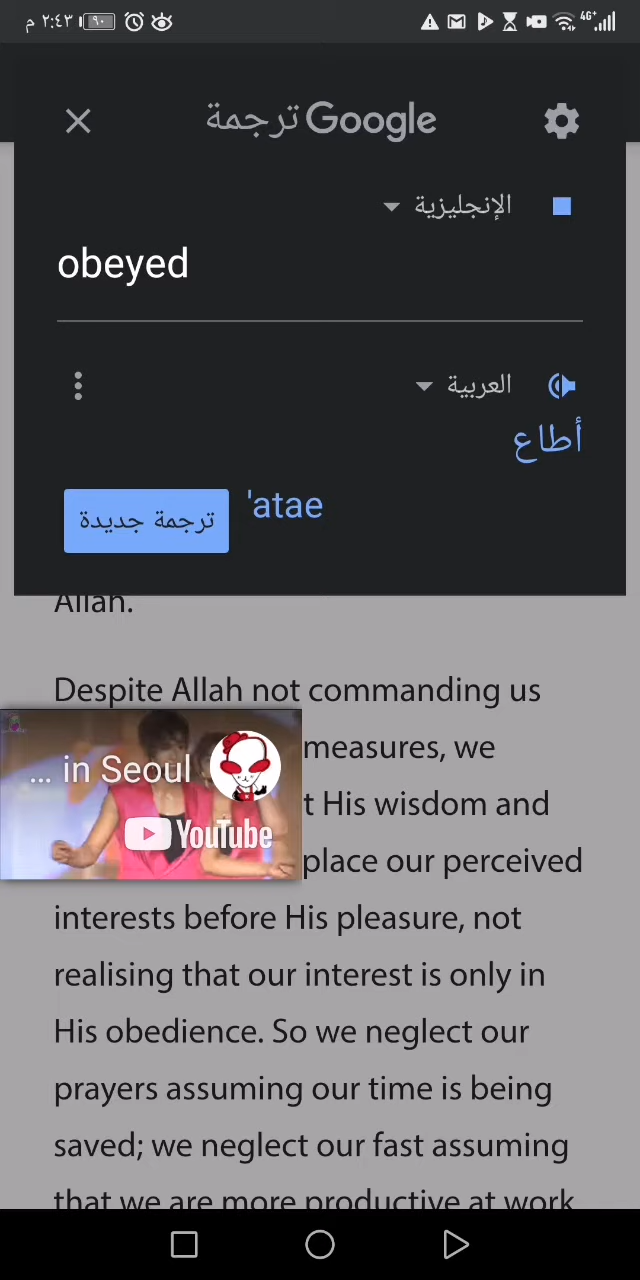 ٢:٤٣ م
٩٠
4G+
Google ترجمة
الإنجليزية
obeyed
العربية
أطاع
'atae
ترجمة جديدة
Allah.
Despite Allah not commanding us
measures, we
t His wisdom and
place our perceived
... in Seoul
YouTube
interests before His pleasure, not
realising that our interest is only in
His obedience. So we neglect our
prayers assuming our time is being
saved; we neglect our fast assuming
that we are more productive at work